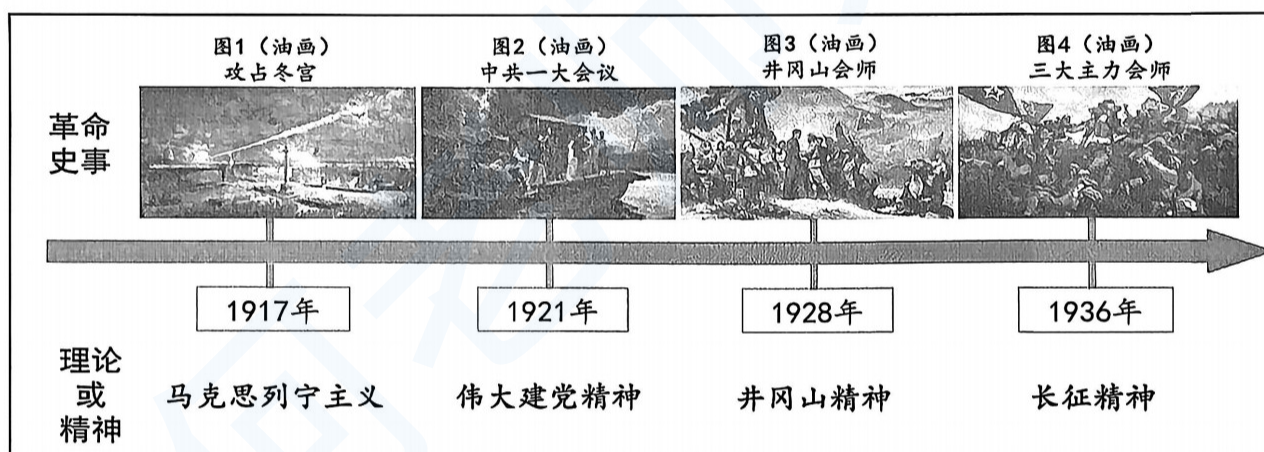 图1（油画）
攻占冬宫
图2（油画）
中共一大会议
图3（油画）
井冈山会师
图4（油画）
三大主力会师
革命
史事
1917年
1921年
1928年
1936年
理论
或
精神
马克思列宁主义
伟大建党精神
井冈山精神
长征精神